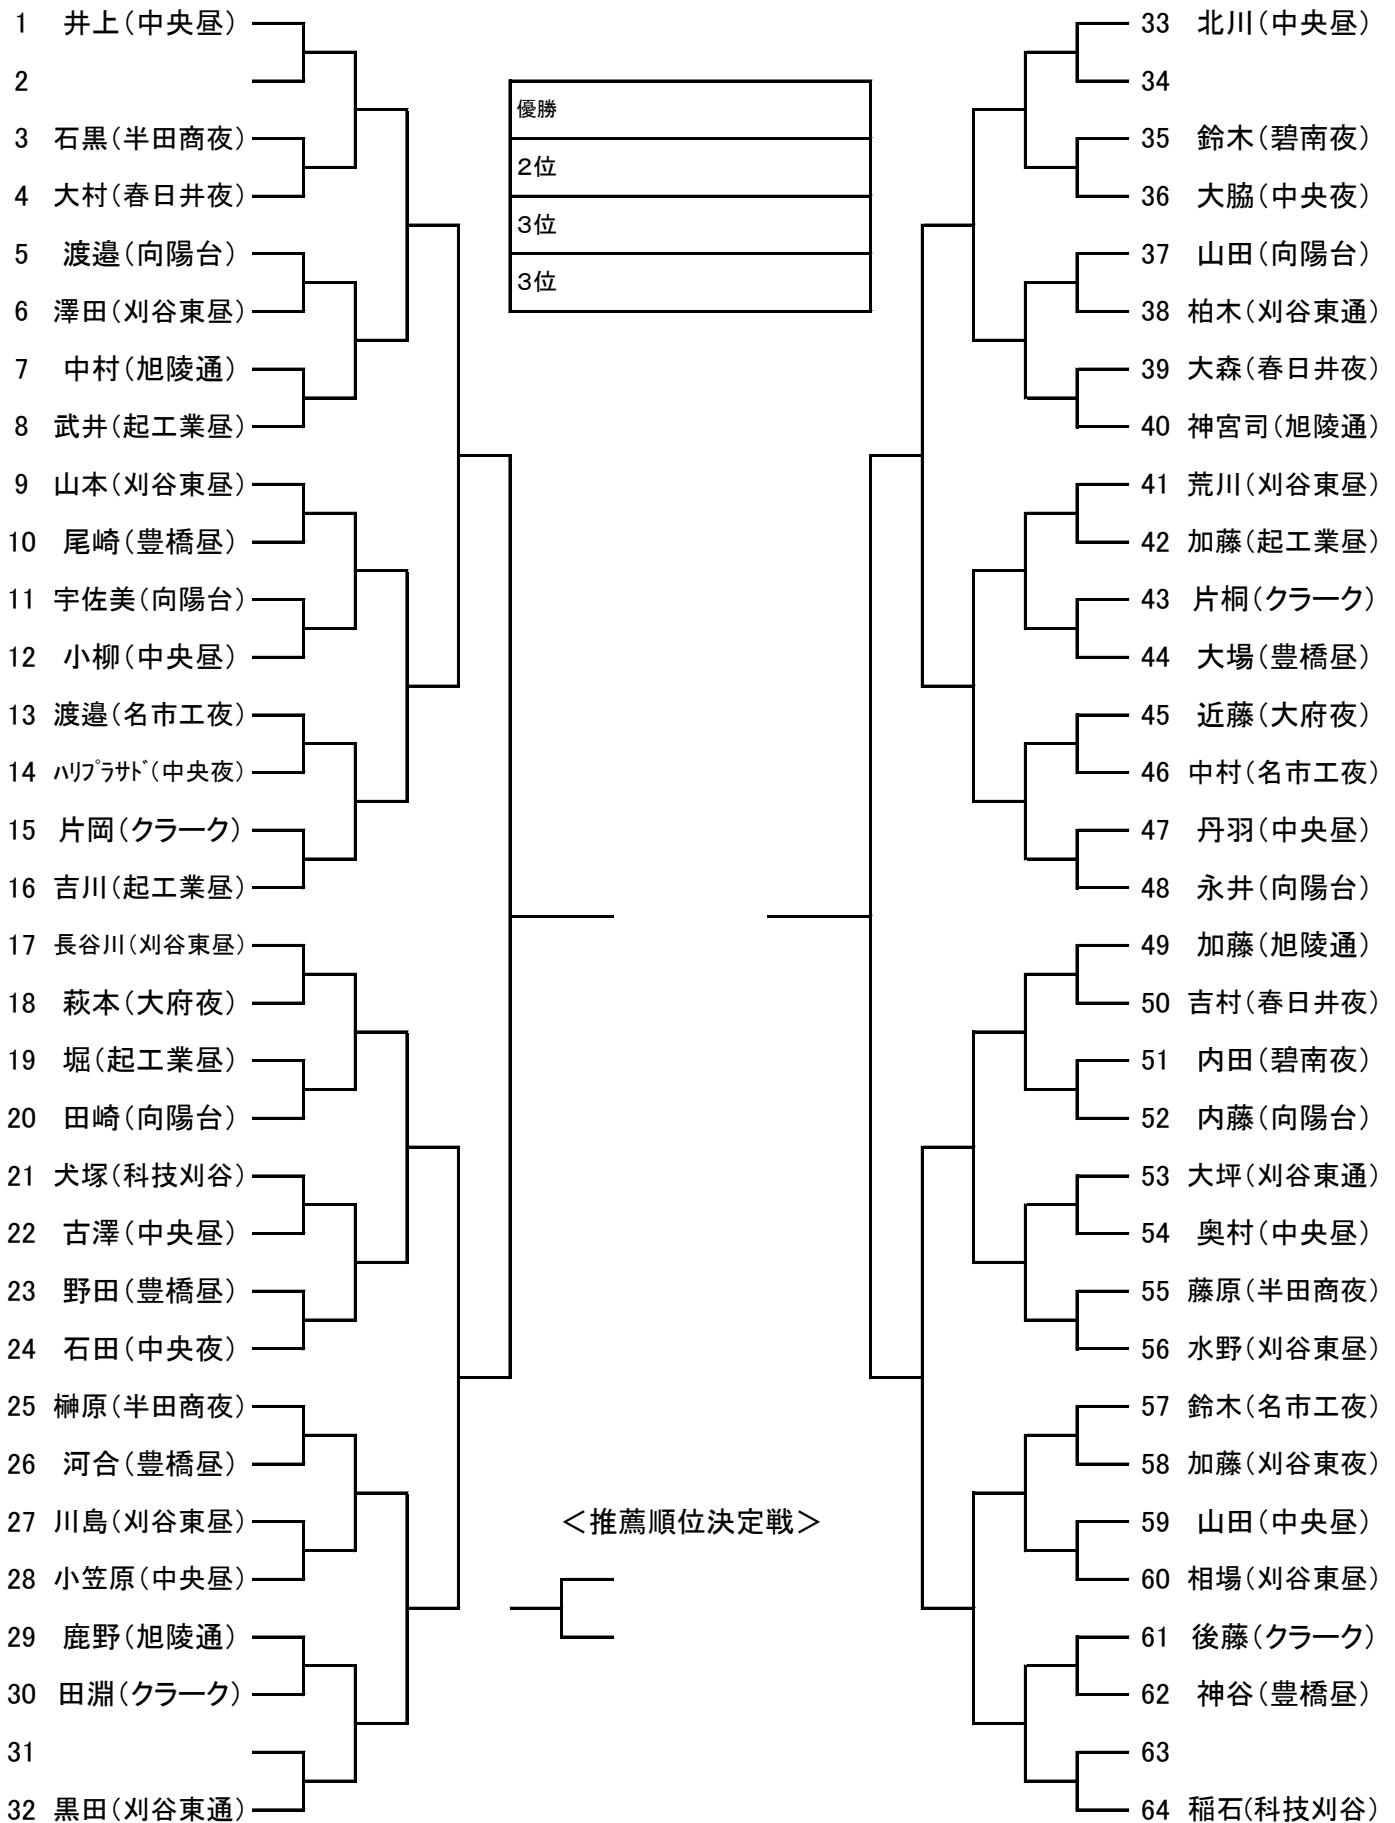 1 井上(中央昼)
2
3 石黒(半田商夜)
4 大村(春日井夜)
5 渡邉(向陽台)
6 澤田(刈谷東昼)
7 中村(旭陵通)
8 武井(起工業昼)
9 山本(刈谷東昼)
10 尾崎(豊橋昼)
11 宇佐美(向陽台)
12 小柳(中央昼)
13 渡邉(名市工夜)
14 ﾊﾘﾌﾟﾗｻﾄﾞ(中央夜)
15 片岡(クラーク)
16 吉川(起工業昼)
17 長谷川(刈谷東昼)
18 萩本(大府夜)
19 堀(起工業昼)
20 田崎(向陽台)
21 犬塚(科技刈谷)
22 古澤(中央昼)
23 野田(豊橋昼)
24 石田(中央夜)
25 榊原(半田商夜)
26 河合(豊橋昼)
27 川島(刈谷東昼)
28 小笠原(中央昼)
29 鹿野(旭陵通)
30 田淵(クラーク)
31
32 黒田(刈谷東通)
優勝
2位
3位
3位
<推薦順位決定戦>
33 北川(中央昼)
34
35 鈴木(碧南夜)
36 大脇(中央夜)
37 山田(向陽台)
38 柏木(刈谷東通)
39 大森(春日井夜)
40 神宮司(旭陵通)
41 荒川(刈谷東昼)
42 加藤(起工業昼)
43 片桐(クラーク)
44 大場(豊橋昼)
45 近藤(大府夜)
46 中村(名市工夜)
47 丹羽(中央昼)
48 永井(向陽台)
49 加藤(旭陵通)
50 吉村(春日井夜)
51 内田(碧南夜)
52 内藤(向陽台)
53 大坪(刈谷東通)
54 奥村(中央昼)
55 藤原(半田商夜)
56 水野(刈谷東昼)
57 鈴木(名市工夜)
58 加藤(刈谷東夜)
59 山田(中央昼)
60 相場(刈谷東昼)
61 後藤(クラーク)
62 神谷(豊橋昼)
63
64 稲石(科技刈谷)